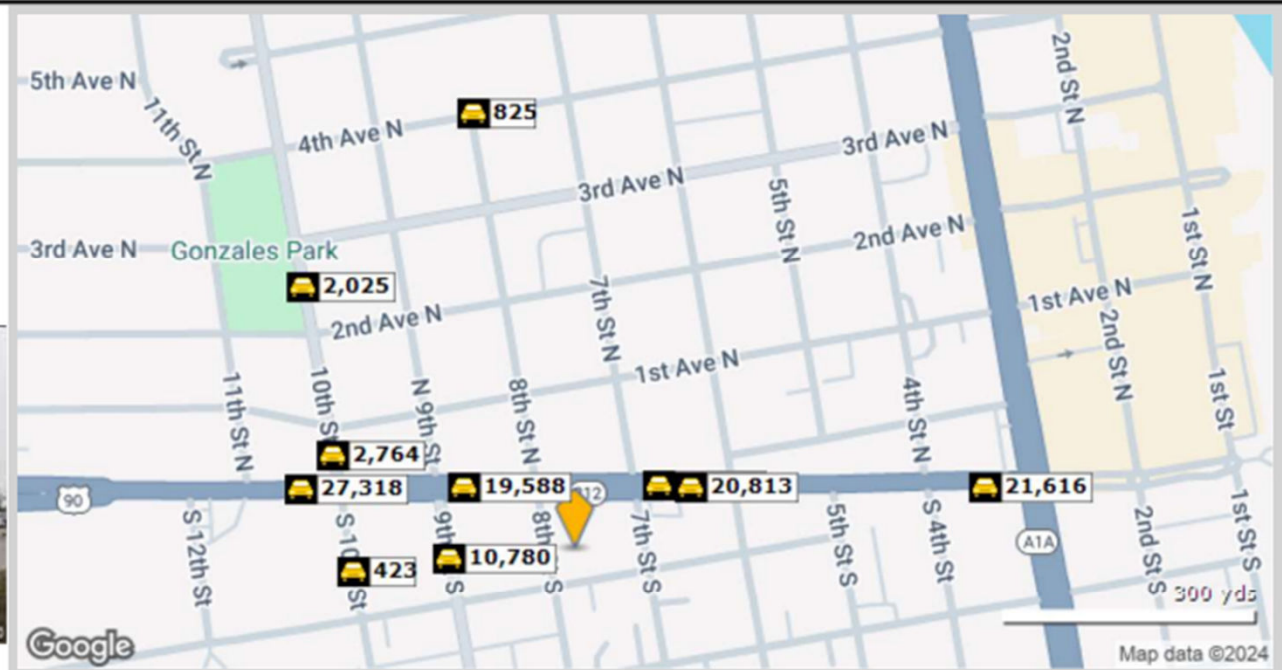 2nd St N
5th Ave N
11th St N
825
4th Ave N
3rd Ave N
3rd Ave N
5th St N
1st St N
3rd Ave N
Gonzales Park
2nd Ave N
2,025
7th St N
1st Ave N
2nd Ave N
2nd St N
1st Ave N
11th St N
10th St
N 9th St
8th St N
4th St N
1st St
2,764
27,318
19,588
20,813
21,616
90
S 12th St
S 10
St
9th
S
8th
S
7th St S
5th St S
S 4th St
A1A
2nd St S
1st St S
10,780
423
300 yds
Google
Map data ©2024